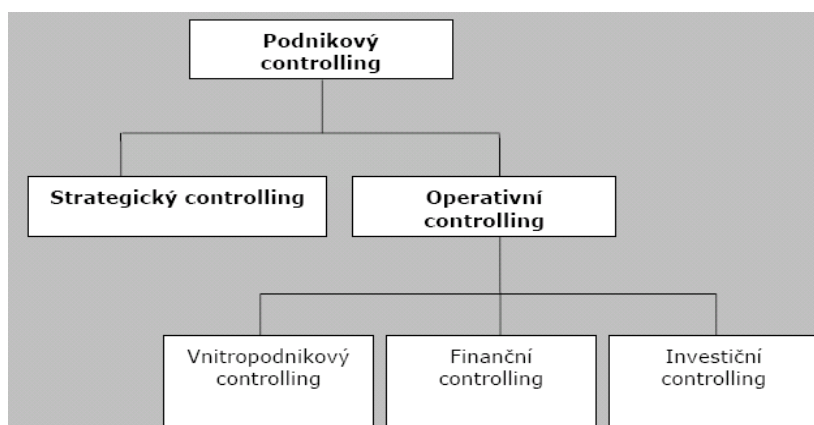 Podnikový
controlling
Strategický controlling
Operativní
controlling
Vnitropodnikový
controlling
Finanční
controlling
Investiční
controlling